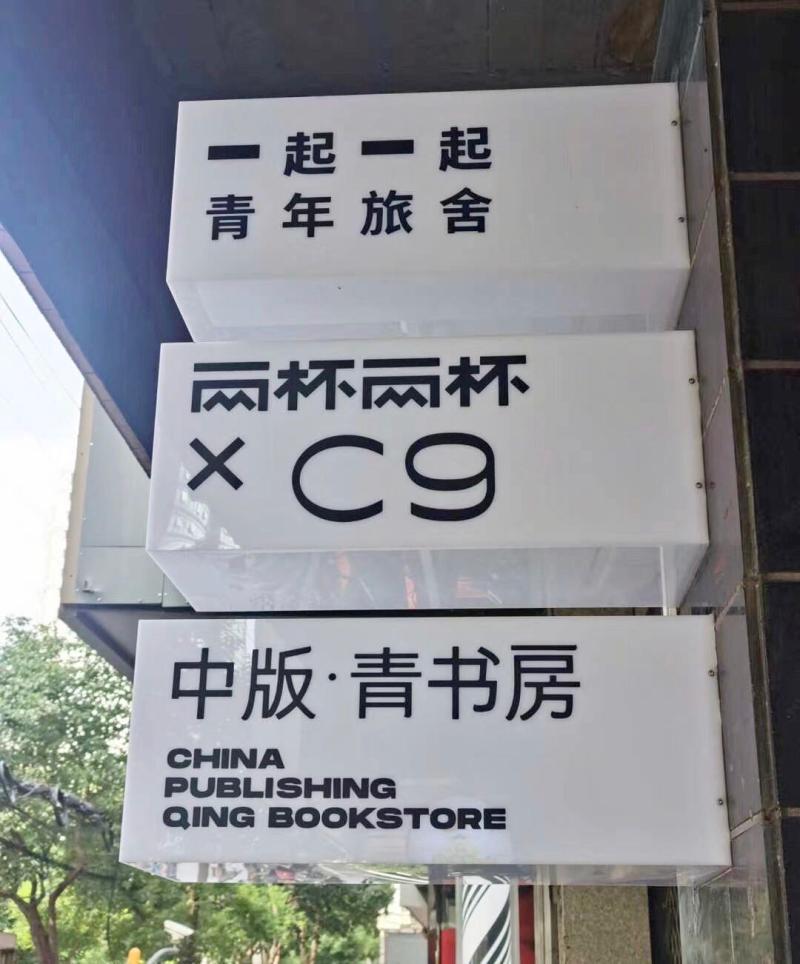 一起一起
青年旅舍
两杯两杯
× C9
中版·青书房
CHINA
PUBLISHING
QING BOOKSTORE